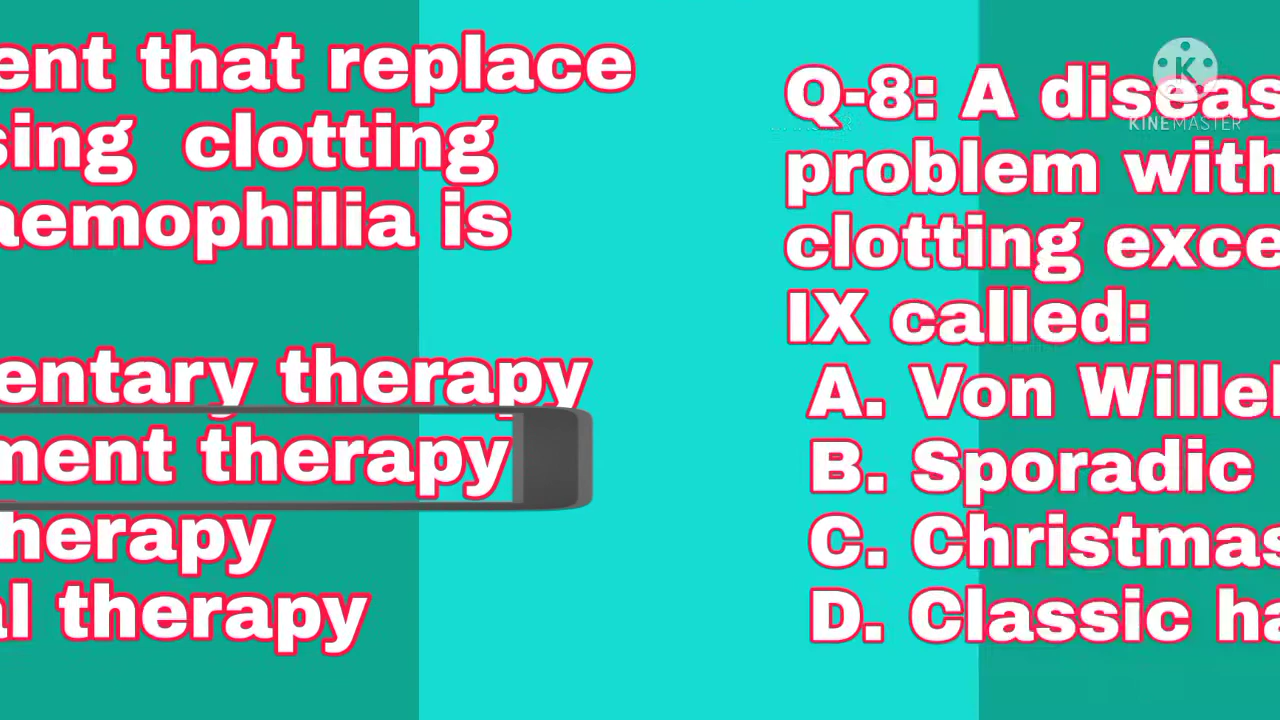 ent that replace
sing clotting
aemophilia is
entary therapy
ment therapy
herapy
al therapy
Q-8: A diseas
problem with
clotting exce
IX called:
A. Von Wille
B. Sporadic
C. Christmas
D. Classic ha
K
KINEMASTER